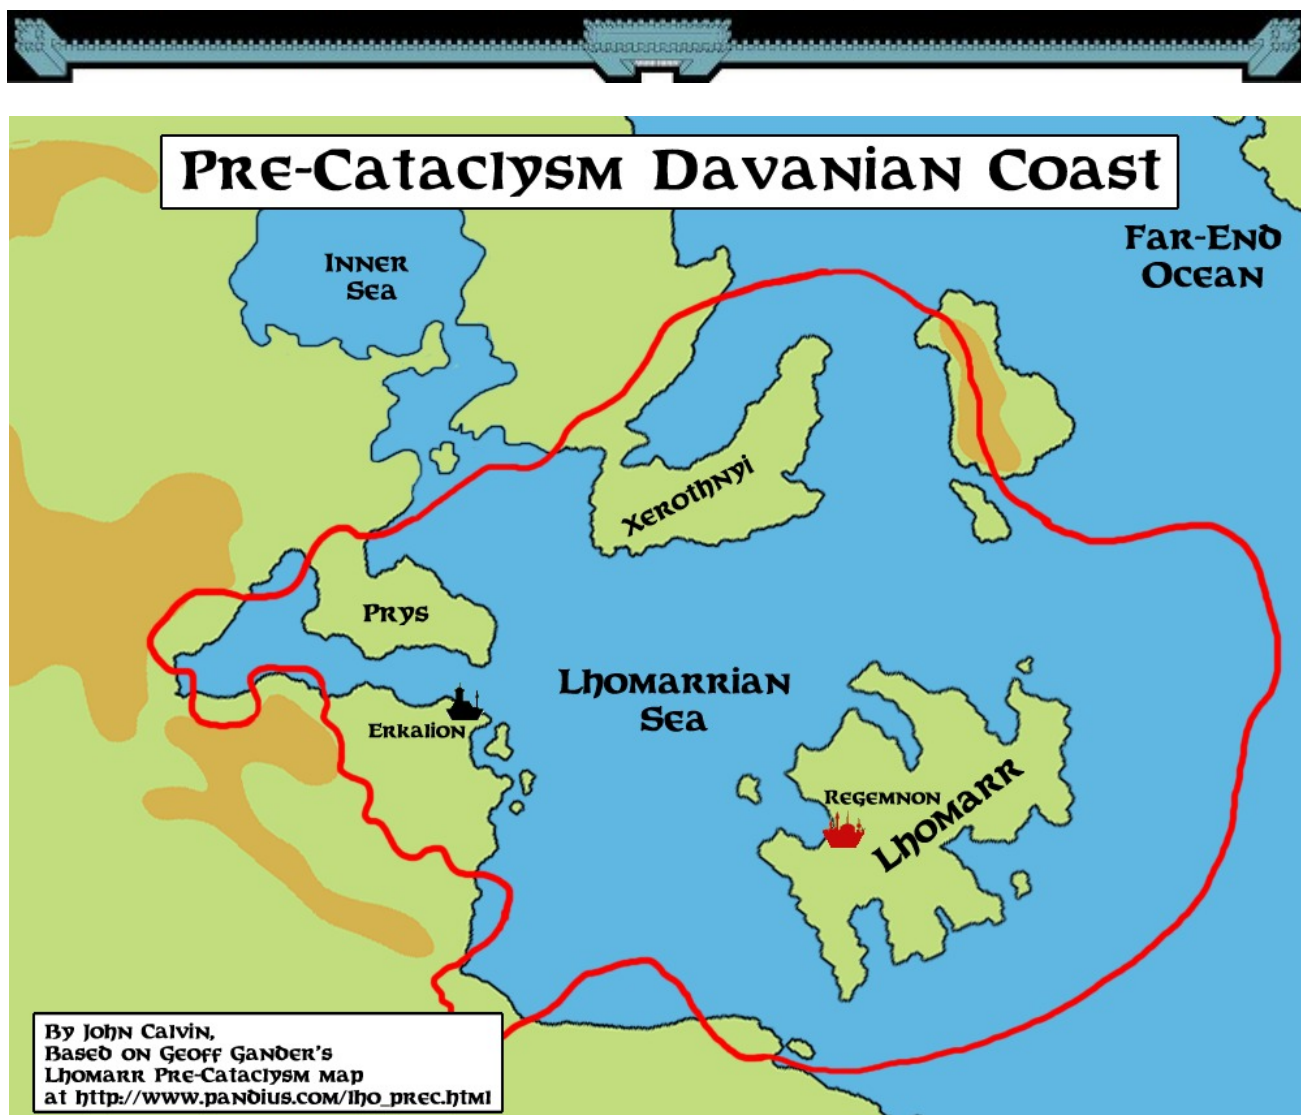 Pre-Cataclysm Davanian Coast
Far-End
Ocean
Inner
Sea
Xerothnyi
Prys
Lhomarrian
Sea
Erkalion
Regemnon
Lhomarr
By John Calvin,
Based on Geoff Gander's
Lhomarr Pre-Cataclysm map
at http://www.pandius.com/lho_prec.html